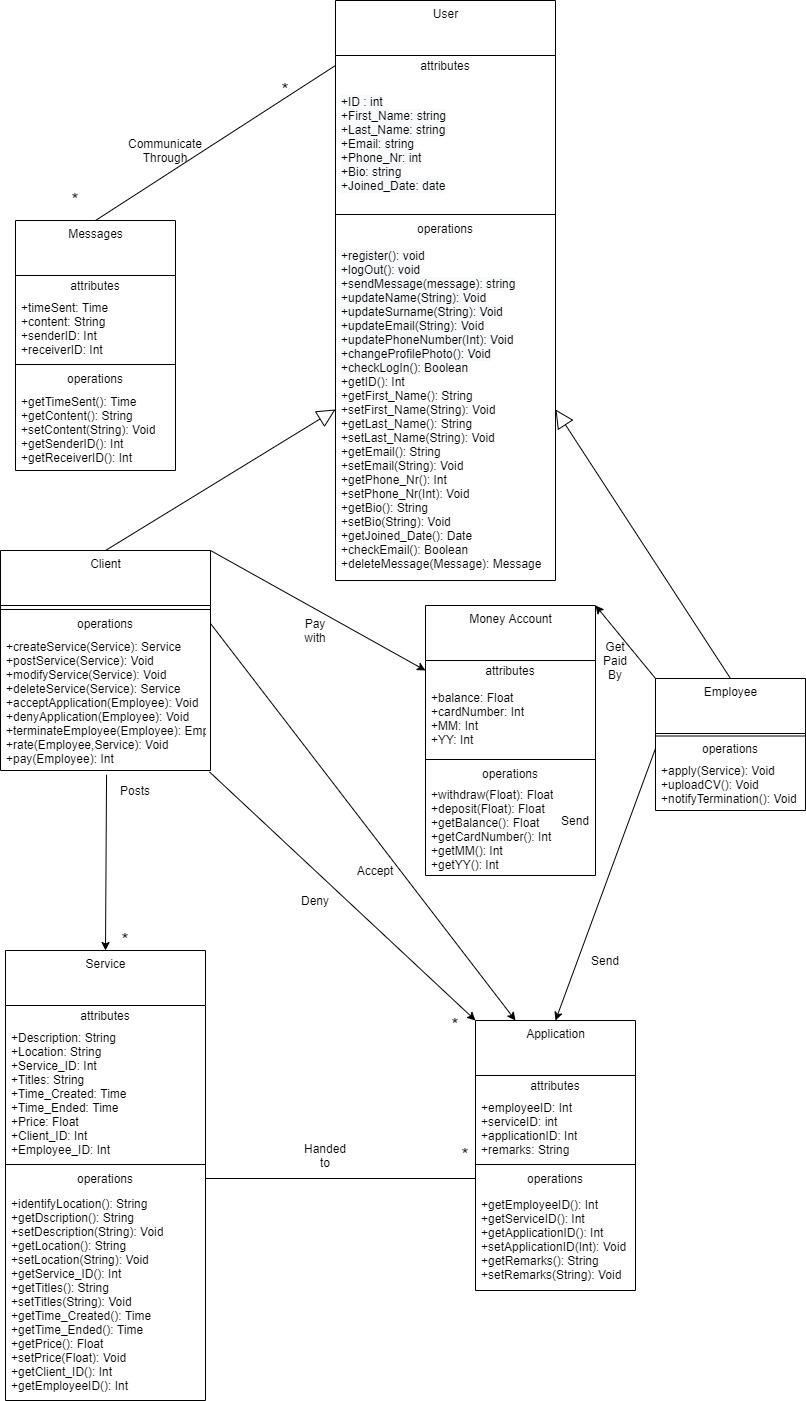 User
attributes
+ID : int
+First_Name: string
+Last_Name: string
+Email: string
+Phone_Nr: int
+Bio: string
+Joined_Date: date
operations
+register(): void
+logOut(): void
+sendMessage(message): string
+updateName(String): Void
+updateSurname(String): Void
+updateEmail(String): Void
+updatePhoneNumber(Int): Void
+changeProfilePhoto(): Void
+checkLogIn(): Boolean
+getID(): Int
+getFirst_Name(): String
+setFirst_Name(String): Void
+getLast_Name(): String
+setLast_Name(String): Void
+getEmail(): String
+setEmail(String): Void
+getPhone_Nr(): Int
+setPhone_Nr(Int): Void
+getBio(): String
+setBio(String): Void
+getJoined_Date(): Date
+checkEmail(): Boolean
+deleteMessage(Message): Message
*
Communicate
Through
*
Messages
attributes
+timeSent: Time
+content: String
+senderID: Int
+receiverID: Int
operations
+getTimeSent(): Time
+getContent(): String
+setContent(String): Void
+getSenderID(): Int
+getReceiverID(): Int
Client
operations
+createService(Service): Service
+postService(Service): Void
+modifyService(Service): Void
+deleteService(Service): Service
+acceptApplication(Employee): Void
+denyApplication(Employee): Void
+terminateEmployee(Employee): Emp
+rate(Employee,Service): Void
+pay(Employee): Int
Pay
with
Money Account
attributes
+balance: Float
+cardNumber: Int
+MM: Int
+YY: Int
operations
+withdraw(Float): Float
+deposit(Float): Float
+getBalance(): Float
+getCardNumber(): Int
+getMM(): Int
+getYY(): Int
Send
Get
Paid
By
Employee
operations
+apply(Service): Void
+uploadCV(): Void
+notifyTermination(): Void
Posts
*
Accept
Deny
Send
*
Service
attributes
+Description: String
+Location: String
+Service_ID: Int
+Titles: String
+Time_Created: Time
+Time_Ended: Time
+Price: Float
+Client_ID: Int
+Employee_ID: Int
operations
+identifyLocation(): String
+getDscription(): String
+setDescription(String): Void
+getLocation(): String
+setLocation(String): Void
+getService_ID(): Int
+getTitles(): String
+setTitles(String): Void
+getTime_Created(): Time
+getTime_Ended(): Time
+getPrice(): Float
+setPrice(Float): Void
+getClient_ID(): Int
+getEmployeeID(): Int
Handed
to
*
Application
attributes
+employeeID: Int
+serviceID: int
+applicationID: Int
+remarks: String
operations
+getEmployeeID(): Int
+getServiceID(): Int
+getApplicationID(): Int
+setApplicationID(Int): Void
+getRemarks(): String
+setRemarks(String): Void